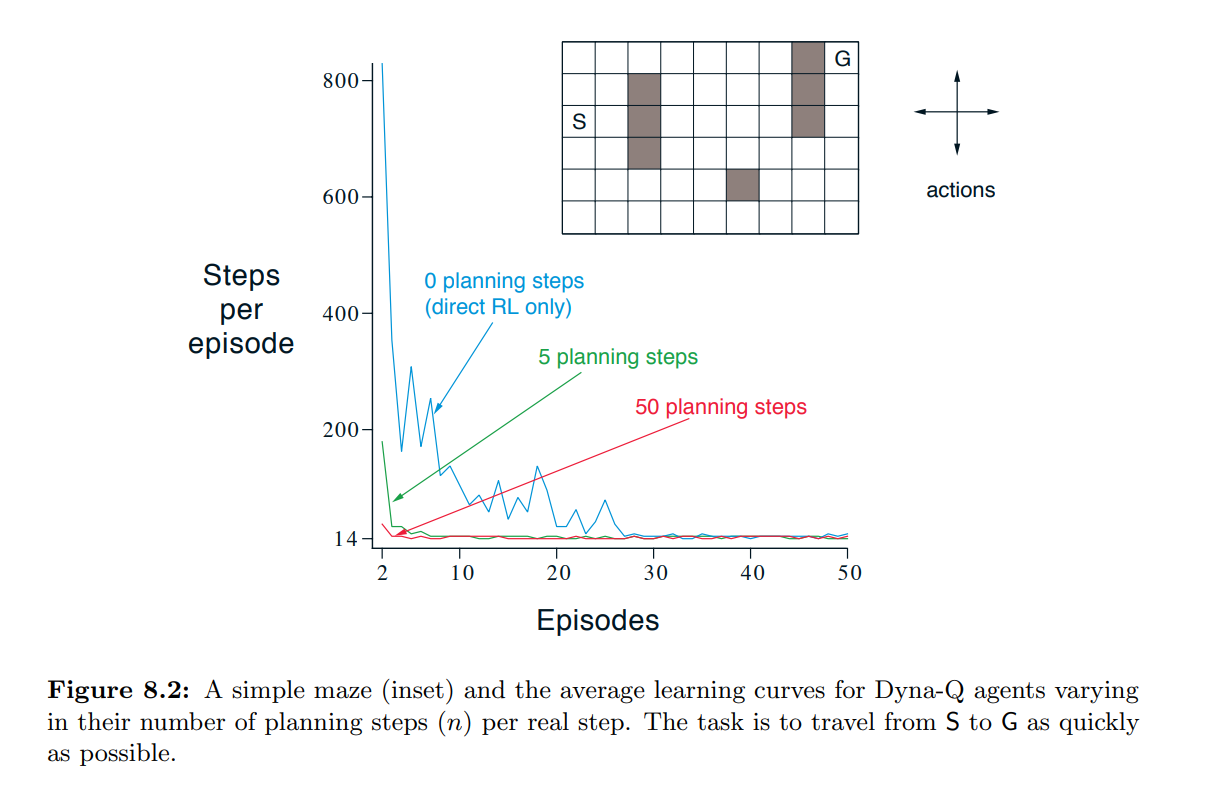 G
S
actions
800
600
400
200
14
Steps
per
episode
0 planning steps
(direct RL only)
5 planning steps
50 planning steps
2 10 20 30 40 50
Episodes
Figure 8.2: A simple maze (inset) and the average learning curves for Dyna-Q agents varying
in their number of planning steps (n) per real step. The task is to travel from S to G as quickly
as possible.